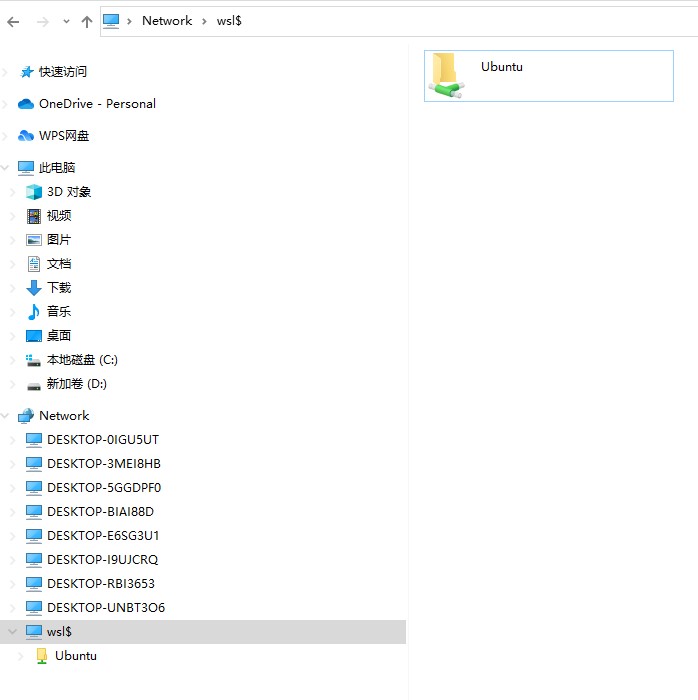 Network > wsl$
快速访问
OneDrive - Personal
WPS网盘
此电脑
3D 对象
视频
图片
文档
下载
音乐
桌面
本地磁盘 (C:)
新加卷 (D:)
Network
DESKTOP-0IGU5UT
DESKTOP-3MEI8HB
DESKTOP-5GGDPF0
DESKTOP-BIAI88D
DESKTOP-E6SG3U1
DESKTOP-I9UJCRQ
DESKTOP-RBI3653
DESKTOP-UNBT3O6
wsl$
Ubuntu
Ubuntu